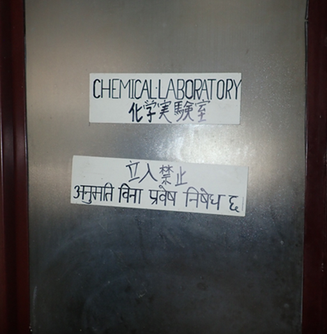 CHEMICAL LABORATORY
化学実験室
立入禁止
अनुमति बिना प्रवेष निषेध छ